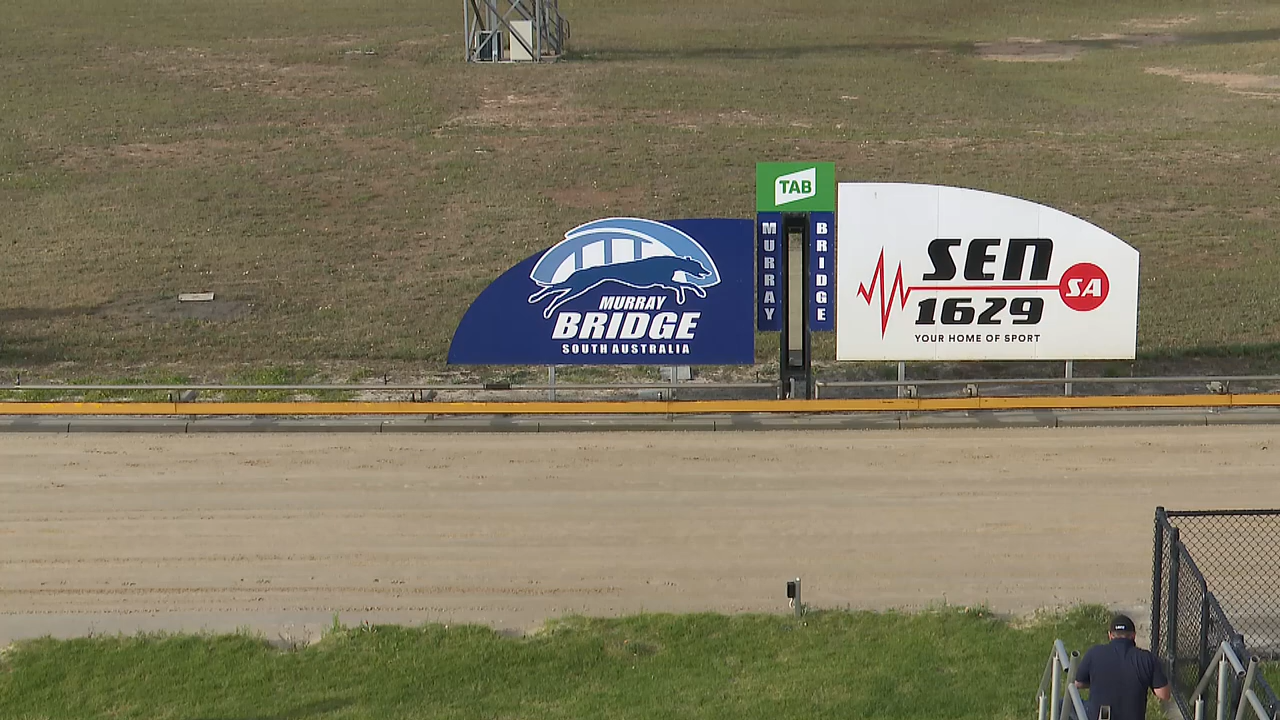 TAB
MURRAY
BRIDGE
MURRAY
BRIDGE
SOUTH AUSTRALIA
SEN
SA
1629
YOUR HOME OF SPORT